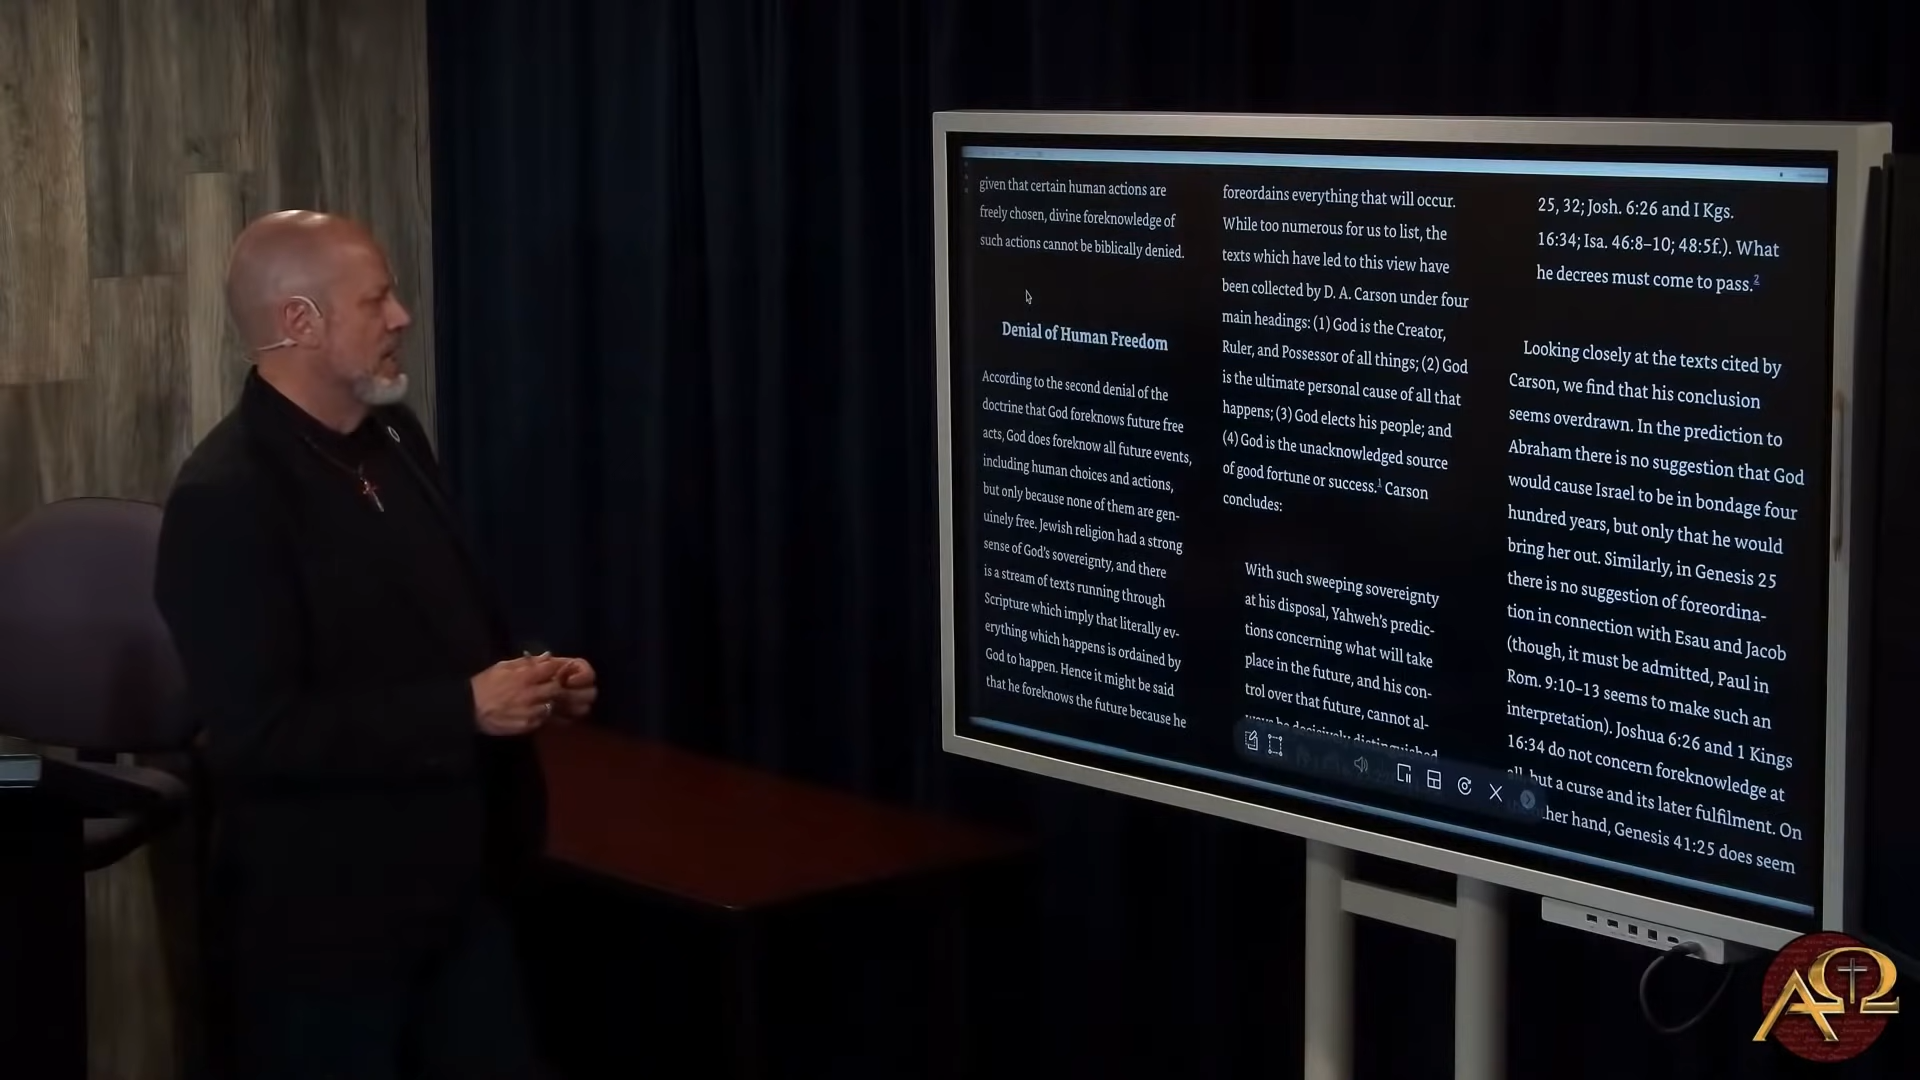 given that certain human actions are
freely chosen, divine foreknowledge of
such actions cannot be biblically denied.
Denial of Human Freedom
According to the second denial of the
doctrine that God foreknows future free
acts, God does foreknow all future events,
including human choices and actions,
but only because none of them are gen-
uinely free. Jewish religion had a strong
sense of God's sovereignty, and there
is a stream of texts running through
Scripture which imply that literally ev-
erything which happens is ordained by
God to happen. Hence it might be said
that he foreknows the future because he
foreordains everything that will occur.
While too numerous for us to list, the
texts which have led to this view have
been collected by D. A. Carson under four
main headings: (1) God is the Creator,
Ruler, and Possessor of all things; (2) God
is the ultimate personal cause of all that
happens; (3) God elects his people; and
(4) God is the unacknowledged source
of good fortune or success.1 Carson
concludes:
With such sweeping sovereignty
at his disposal, Yahweh's predic-
tions concerning what will take
place in the future, and his con-
trol over that future, cannot al-
ways be decisively distinguished
25, 32; Josh. 6:26 and I Kgs.
16:34; Isa. 46:8–10; 48:5f.). What
he decrees must come to pass.2
Looking closely at the texts cited by
Carson, we find that his conclusion
seems overdrawn. In the prediction to
Abraham there is no suggestion that God
would cause Israel to be in bondage four
hundred years, but only that he would
bring her out. Similarly, in Genesis 25
there is no suggestion of foreordina-
tion in connection with Esau and Jacob
(though, it must be admitted, Paul in
Rom. 9:10–13 seems to make such an
interpretation). Joshua 6:26 and 1 Kings
16:34 do not concern foreknowledge at
all, but a curse and its later fulfilment. On
other hand, Genesis 41:25 does seem
ΑΩ